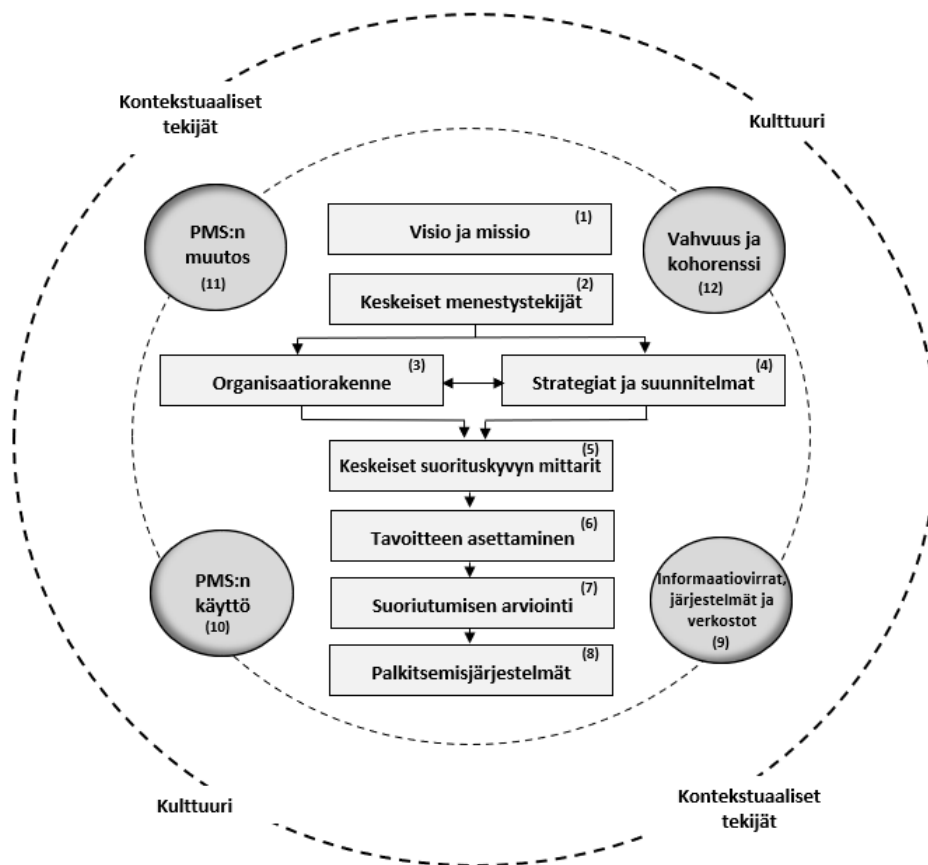 Kontekstuaaliset
tekijät
Kulttuuri
PMS:n
muutos
(11)
(1)
Visio ja missio
Vahvuus ja
kohorenssi
(12)
(2)
Keskeiset menestystekijät
(3)
Organisaatiorakenne
(4)
Strategiat ja suunnitelmat
(5)
Keskeiset suorituskyvyn mittarit
(6)
Tavoitteen asettaminen
PMS:n
käyttö
(10)
(7)
Suoriutumisen arviointi
Informaatiovirrat,
järjestelmät ja
verkostot
(9)
(8)
Palkitsemisjärjestelmät
Kulttuuri
Kontekstuaaliset
tekijät